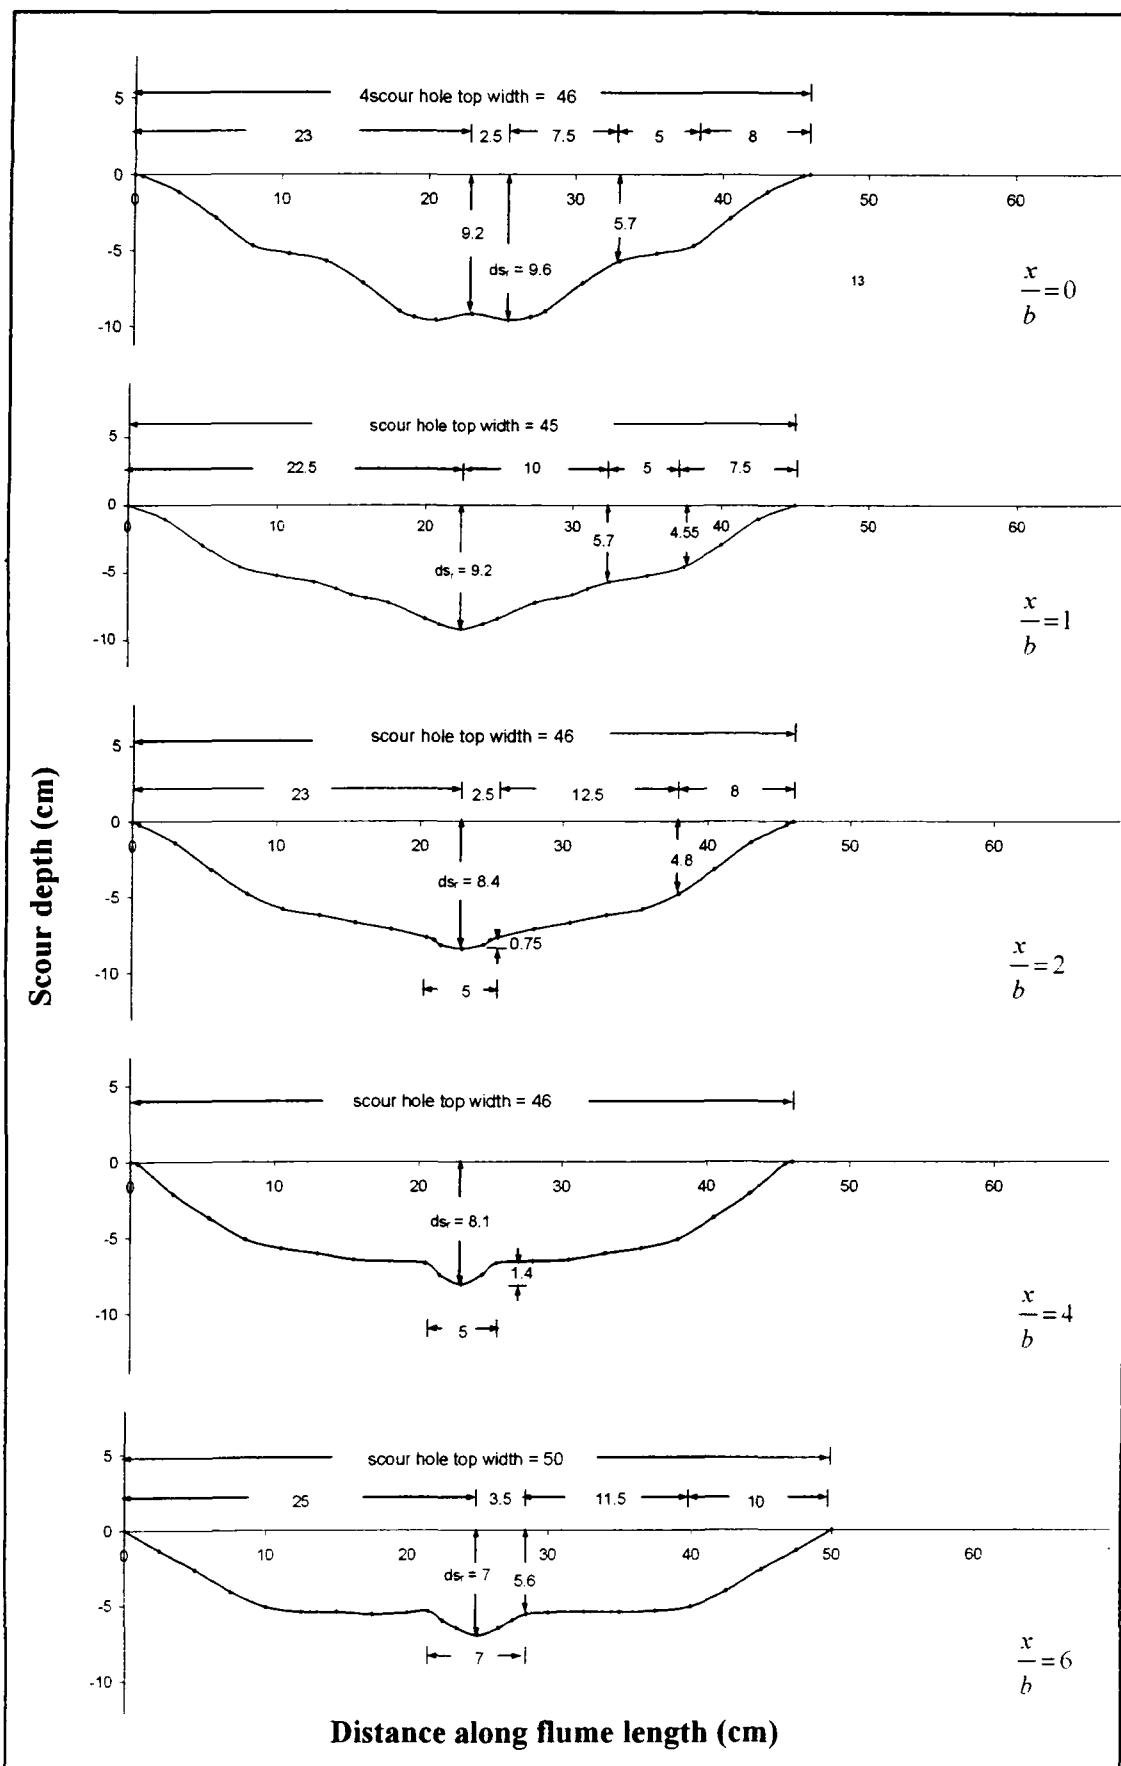 4scour hole top width = 46
23 2.5 7.5 5 8
5
0
10 20 30 40 50 60
0
9.2
5.7
-5
ds_r = 9.6
13
x/b = 0
-10
scour hole top width = 45
5
22.5 10 5 7.5
0
0 10 20 30 40 50 60
5.7
4.55
-5
ds_r = 9.2
x/b = 1
-10
scour hole top width = 46
5
23 2.5 12.5 8
0
0 10 20 30 40 50 60
4.8
ds_r = 8.4
-5
0.75
x/b = 2
-10
5
5
scour hole top width = 46
0
0 10 20 30 40 50 60
ds_r = 8.1
-5
1.4
-10
5
x/b = 4
5
scour hole top width = 50
25 3.5 11.5 10
0
0 10 20 30 40 50 60
ds_r = 7
5.6
-5
7
x/b = 6
-10
Scour depth (cm)
Distance along flume length (cm)